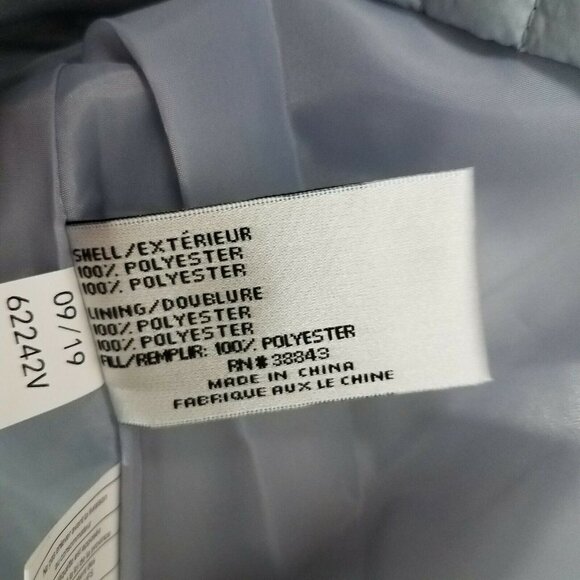 SHELL/EXTÉRIEUR
100% POLYESTER
100% POLYESTER
LINING/DOUBLURE
100% POLYESTER
100% POLYESTER
FILL/REMPLIR: 100% POLYESTER
RN# 38843
MADE IN CHINA
FABRIQUE AUX LE CHINE
09/19
62242V